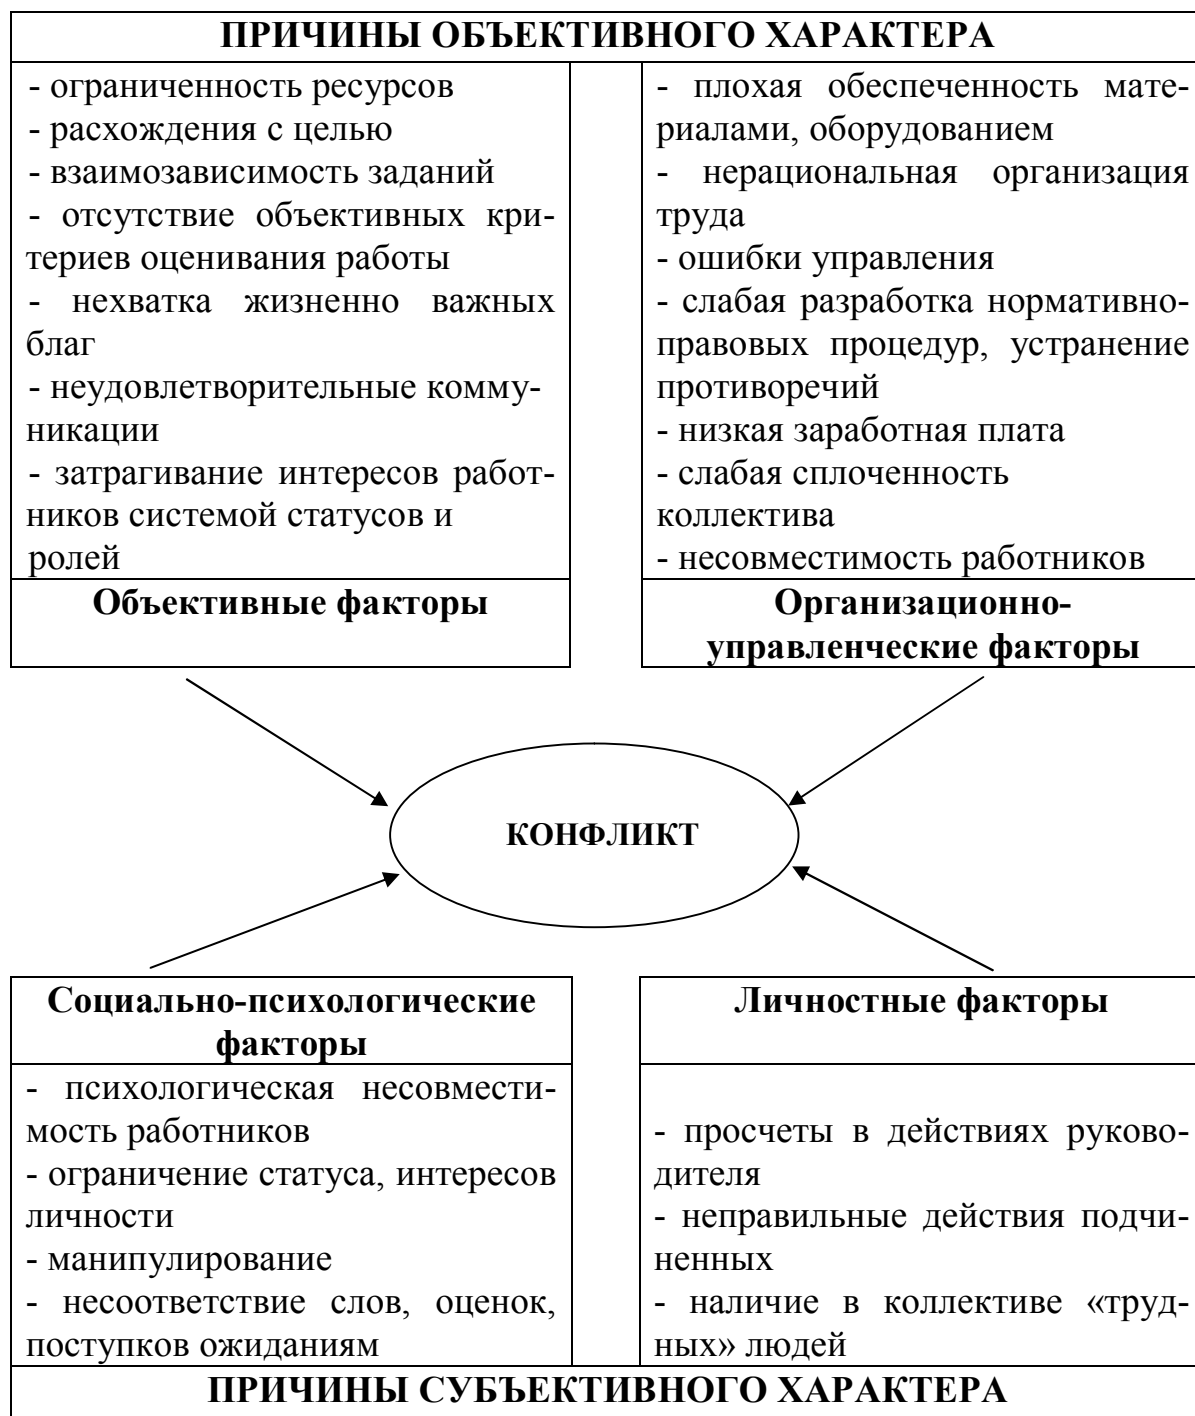 ПРИЧИНЫ ОБЪЕКТИВНОГО ХАРАКТЕРА
- ограниченность ресурсов
- расхождения с целью
- взаимозависимость заданий
- отсутствие объективных кри-
териев оценивания работы
- нехватка жизненно важных
благ
- неудовлетворительные комму-
никации
- затрагивание интересов работ-
ников системой статусов и
ролей
Объективные факторы
- плохая обеспеченность мате-
риалами, оборудованием
- нерациональная организация
труда
- ошибки управления
- слабая разработка нормативно-
правовых процедур, устранение
противоречий
- низкая заработная плата
- слабая сплоченность
коллектива
- несовместимость работников
Организационно-
управленческие факторы
КОНФЛИКТ
Социально-психологические
факторы
- психологическая несовмести-
мость работников
- ограничение статуса, интересов
личности
- манипулирование
- несоответствие слов, оценок,
поступков ожиданиям
Личностные факторы
- просчеты в действиях руково-
дителя
- неправильные действия подчи-
ненных
- наличие в коллективе «труд-
ных» людей
ПРИЧИНЫ СУБЪЕКТИВНОГО ХАРАКТЕРА